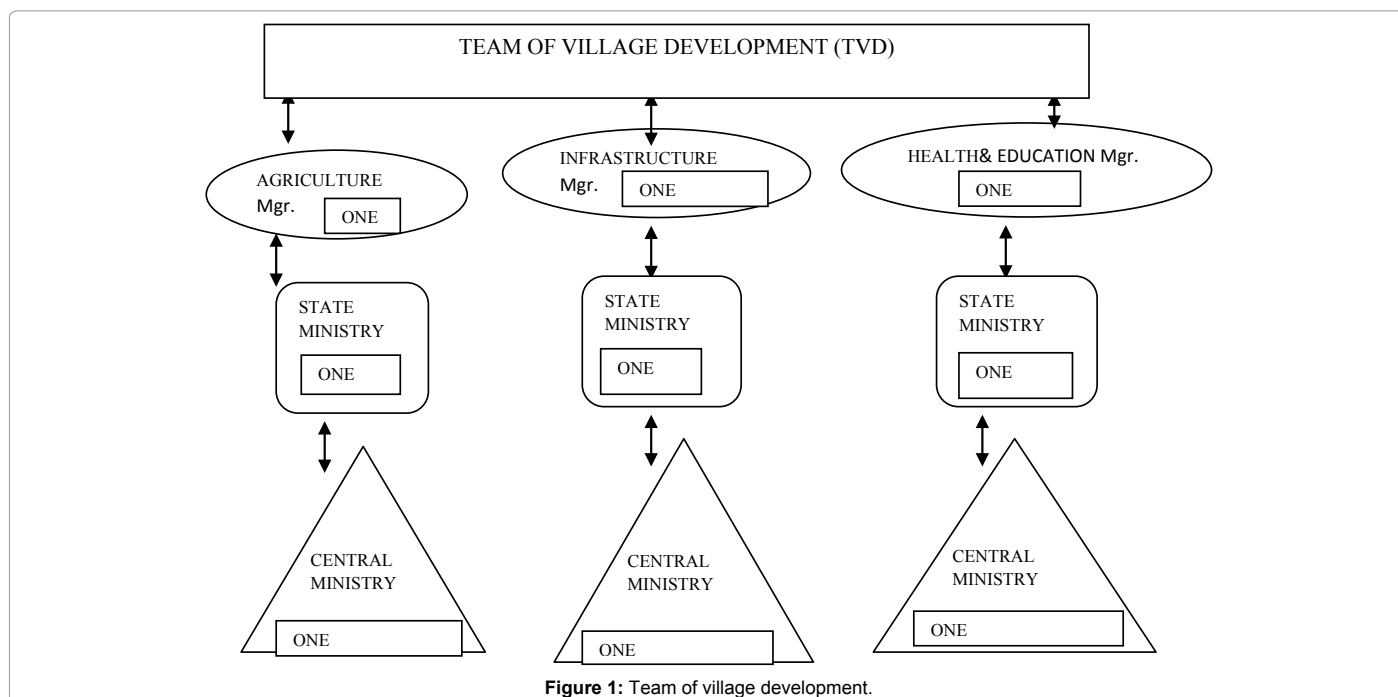 TEAM OF VILLAGE DEVELOPMENT (TVD)
AGRICULTURE
Mgr.
ONE
INFRASTRUCTURE
Mgr.
ONE
HEALTH& EDUCATION Mgr.
ONE
STATE
MINISTRY
ONE
STATE
MINISTRY
ONE
STATE
MINISTRY
ONE
CENTRAL
MINISTRY
ONE
CENTRAL
MINISTRY
ONE
CENTRAL
MINISTRY
ONE
Figure 1: Team of village development.